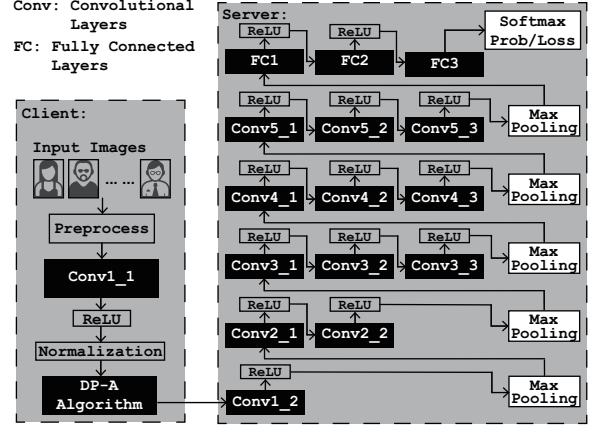 Conv: Convolutional
Layers
FC: Fully Connected
Layers
Client:
Input Images
... ...
Preprocess
Conv1_1
ReLU
Normalization
DP-A
Algorithm
Server:
ReLU ReLU
FC1 FC2 FC3
Softmax
Prob/Loss
ReLU ReLU ReLU
Conv5_1 Conv5_2 Conv5_3
Max
Pooling
ReLU ReLU ReLU
Conv4_1 Conv4_2 Conv4_3
Max
Pooling
ReLU ReLU ReLU
Conv3_1 Conv3_2 Conv3_3
Max
Pooling
ReLU ReLU
Conv2_1 Conv2_2
Max
Pooling
ReLU
Conv1_2
Max
Pooling